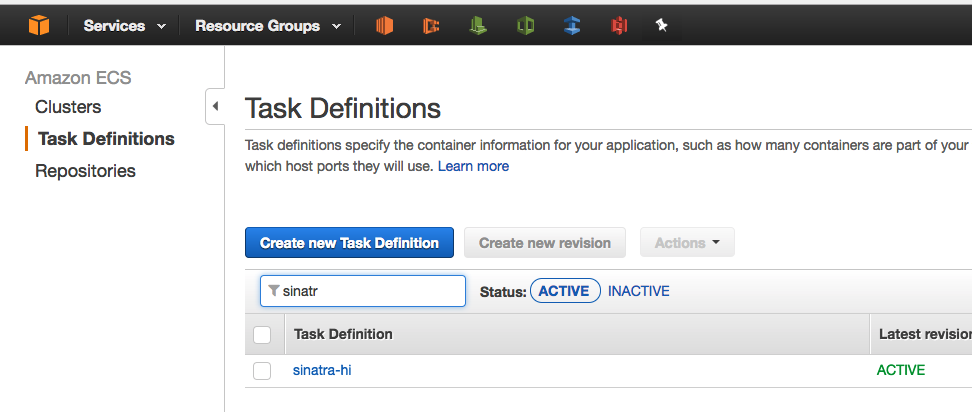 Services Resource Groups
Amazon ECS
Clusters
Task Definitions
Repositories
Task Definitions
Task definitions specify the container information for your application, such as how many containers are part of your
which host ports they will use. Learn more
Create new Task Definition Create new revision Actions
sinatr Status: ACTIVE INACTIVE
Task Definition Latest revision
sinatra-hi ACTIVE